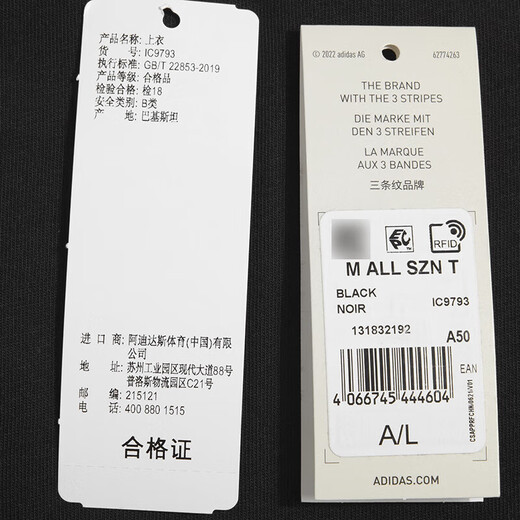 产品名称: 上衣
货 号: IC9793
执行标准: GB/T 22853-2019
产品等级: 合格品
检验合格: 检18
安全类别: B类
产 地: 巴基斯坦
进 口 商: 阿迪达斯体育(中国)有限公司
地 址: 苏州工业园区现代大道88号
普洛斯物流园区C21号
邮 编: 215121
电 话: 400 880 1515
合格证
© 2022 adidas AG
62774263
THE BRAND
WITH THE 3 STRIPES
DIE MARKE MIT
DEN 3 STREIFEN
LA MARQUE
AUX 3 BANDES
三条纹品牌
RFID
M ALL SZN T
BLACK
NOIR
IC9793
131832192
A50
EAN
4 066745 444604
CSAPPRFCHN/0621/V01
A/L
ADIDAS.COM